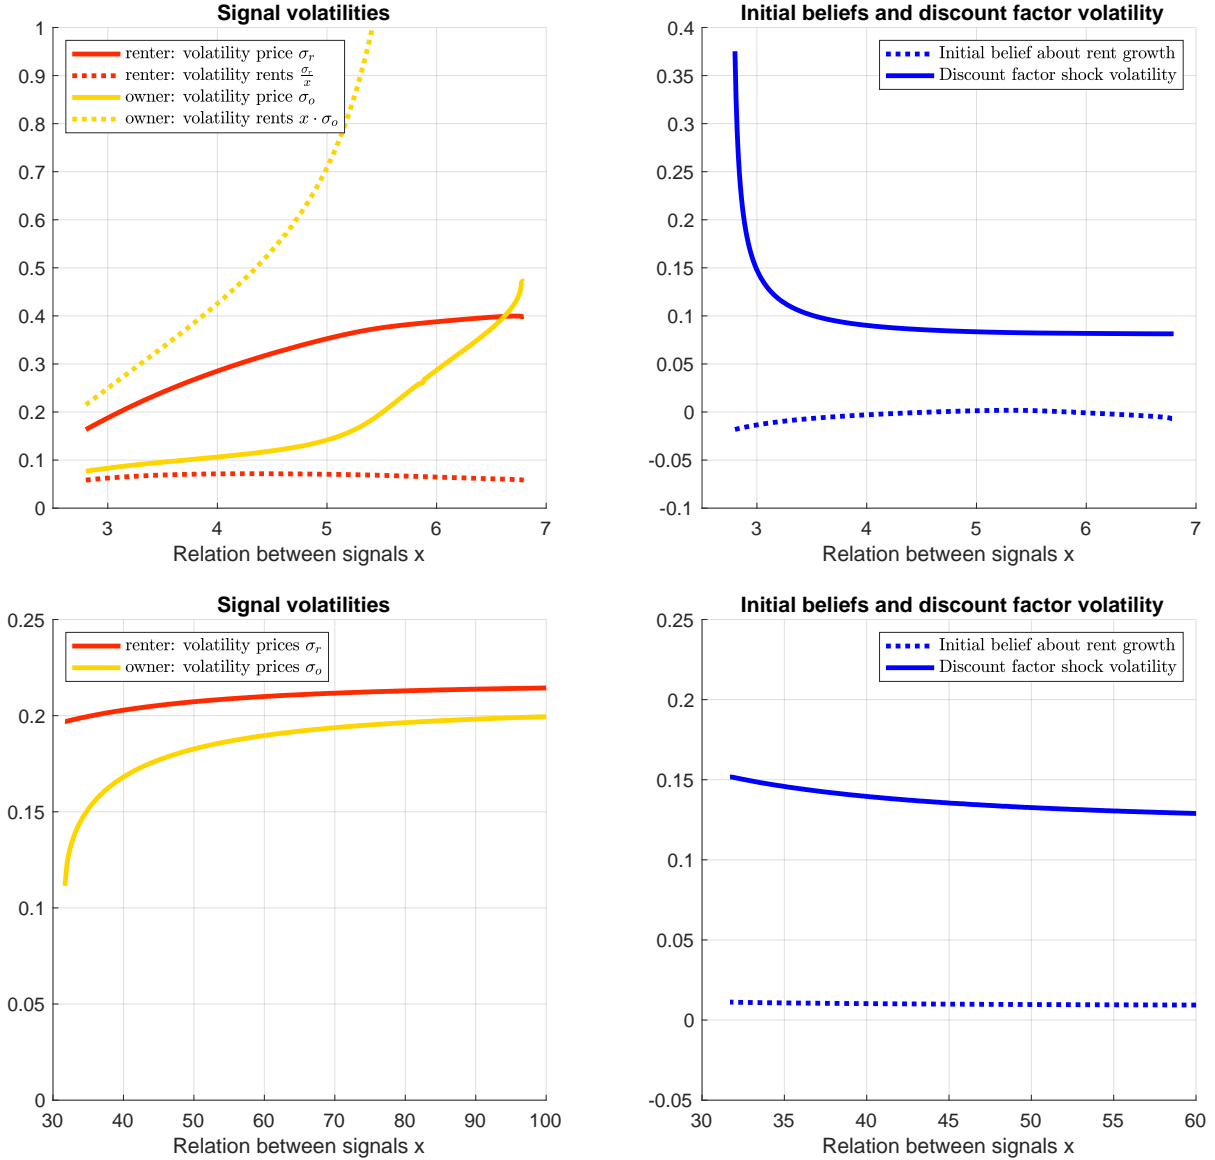 Signal volatilities
1
0.9
0.8
0.7
0.6
0.5
0.4
0.3
0.2
0.1
0
renter: volatility price σ_r
renter: volatility rents σ_r/x
owner: volatility price σ_o
owner: volatility rents x · σ_o
3 4 5 6 7
Relation between signals x
Initial beliefs and discount factor volatility
0.4
0.35
0.3
0.25
0.2
0.15
0.1
0.05
0
-0.05
-0.1
Initial belief about rent growth
Discount factor shock volatility
3 4 5 6 7
Relation between signals x
Signal volatilities
0.25
0.2
0.15
0.1
0.05
0
renter: volatility prices σ_r
owner: volatility prices σ_o
30 40 50 60 70 80 90 100
Relation between signals x
Initial beliefs and discount factor volatility
0.25
0.2
0.15
0.1
0.05
0
-0.05
Initial belief about rent growth
Discount factor shock volatility
30 35 40 45 50 55 60
Relation between signals x